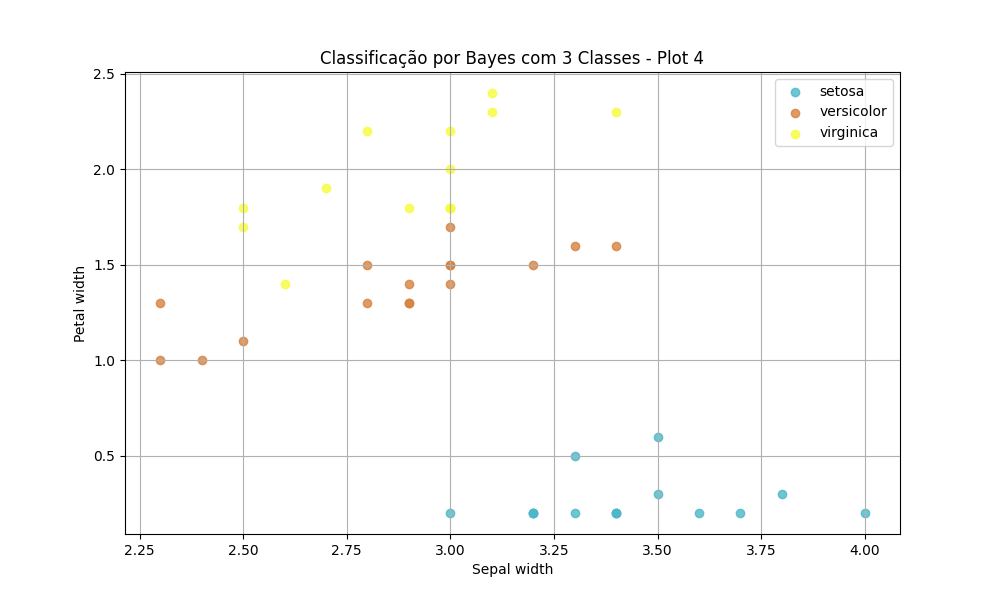 Classificação por Bayes com 3 Classes - Plot 4
setosa
versicolor
virginica
Petal width
2.5
2.0
1.5
1.0
0.5
2.25 2.50 2.75 3.00 3.25 3.50 3.75 4.00
Sepal width